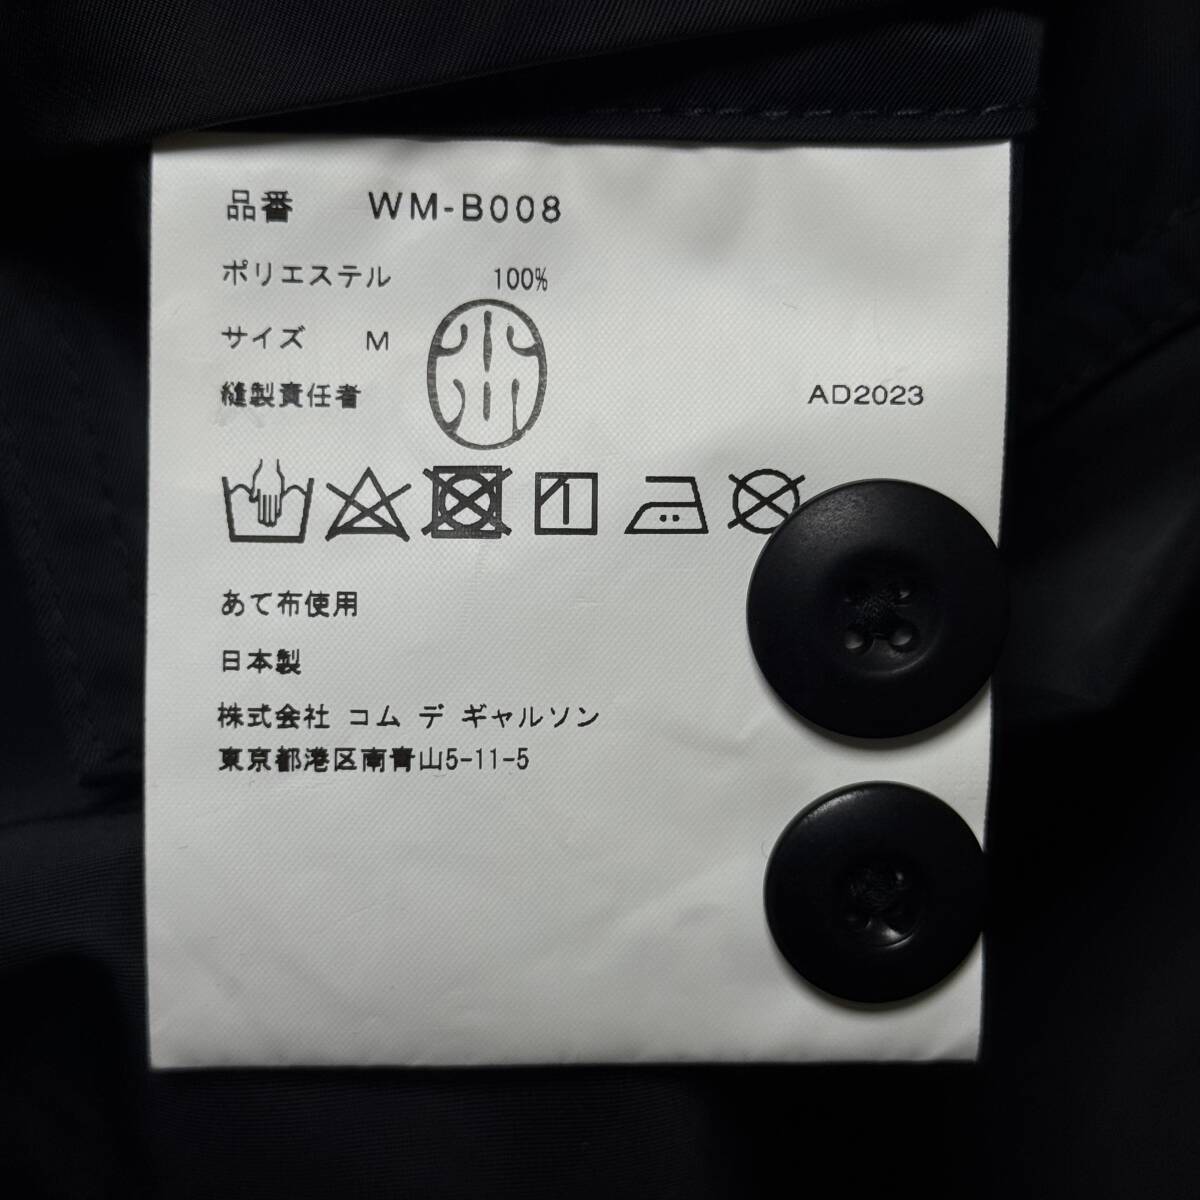 品番 WM-B008
ポリエステル 100%
サイズ M
縫製責任者 AD2023
あて布使用
日本製
株式会社 コム デ ギャルソン
東京都港区南青山5-11-5